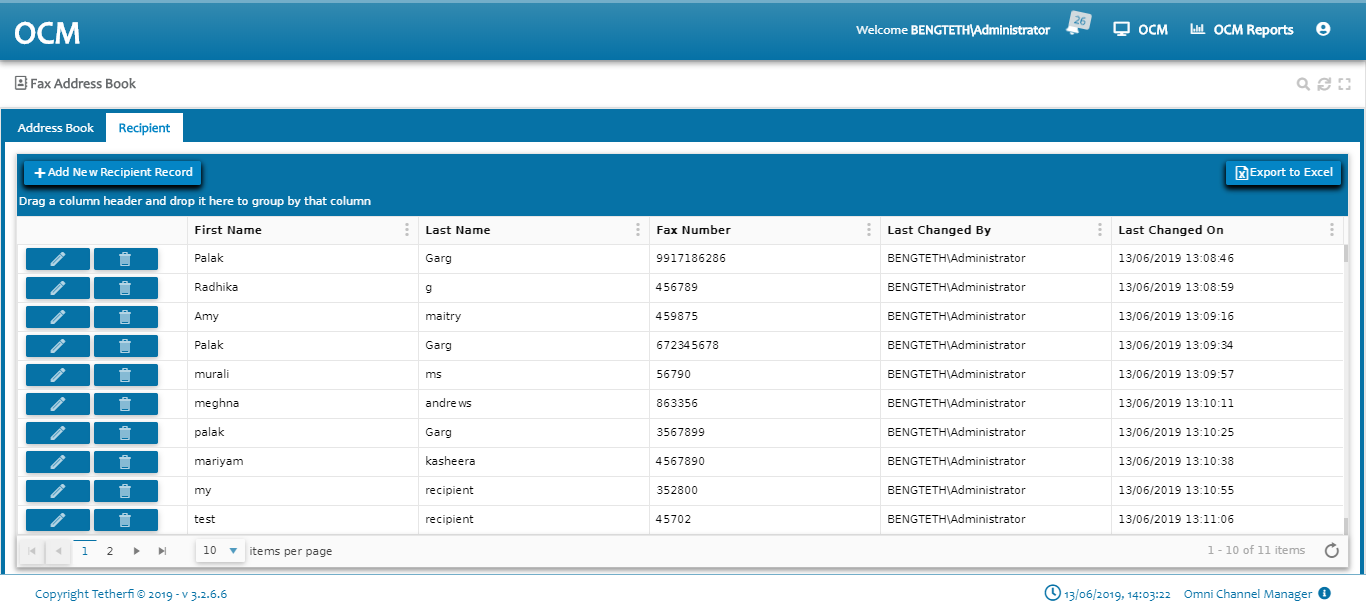 OCM
Welcome BENGTETH\Administrator 26 OCM OCM Reports
Fax Address Book
Address Book Recipient
Add New Recipient Record Export to Excel
Drag a column header and drop it here to group by that column
First Name Last Name Fax Number Last Changed By Last Changed On
Palak Garg 9917186286 BENGTETH\Administrator 13/06/2019 13:08:46
Radhika g 456789 BENGTETH\Administrator 13/06/2019 13:08:59
Amy maitry 459875 BENGTETH\Administrator 13/06/2019 13:09:16
Palak Garg 672345678 BENGTETH\Administrator 13/06/2019 13:09:34
murali ms 56790 BENGTETH\Administrator 13/06/2019 13:09:57
meghna andrews 863356 BENGTETH\Administrator 13/06/2019 13:10:11
palak Garg 3567899 BENGTETH\Administrator 13/06/2019 13:10:25
mariyam kasheera 4567890 BENGTETH\Administrator 13/06/2019 13:10:38
my recipient 352800 BENGTETH\Administrator 13/06/2019 13:10:55
test recipient 45702 BENGTETH\Administrator 13/06/2019 13:11:06
1 2 10 items per page 1 - 10 of 11 items
Copyright Tetherfi © 2019 - v 3.2.6.6 13/06/2019, 14:03:22 Omni Channel Manager